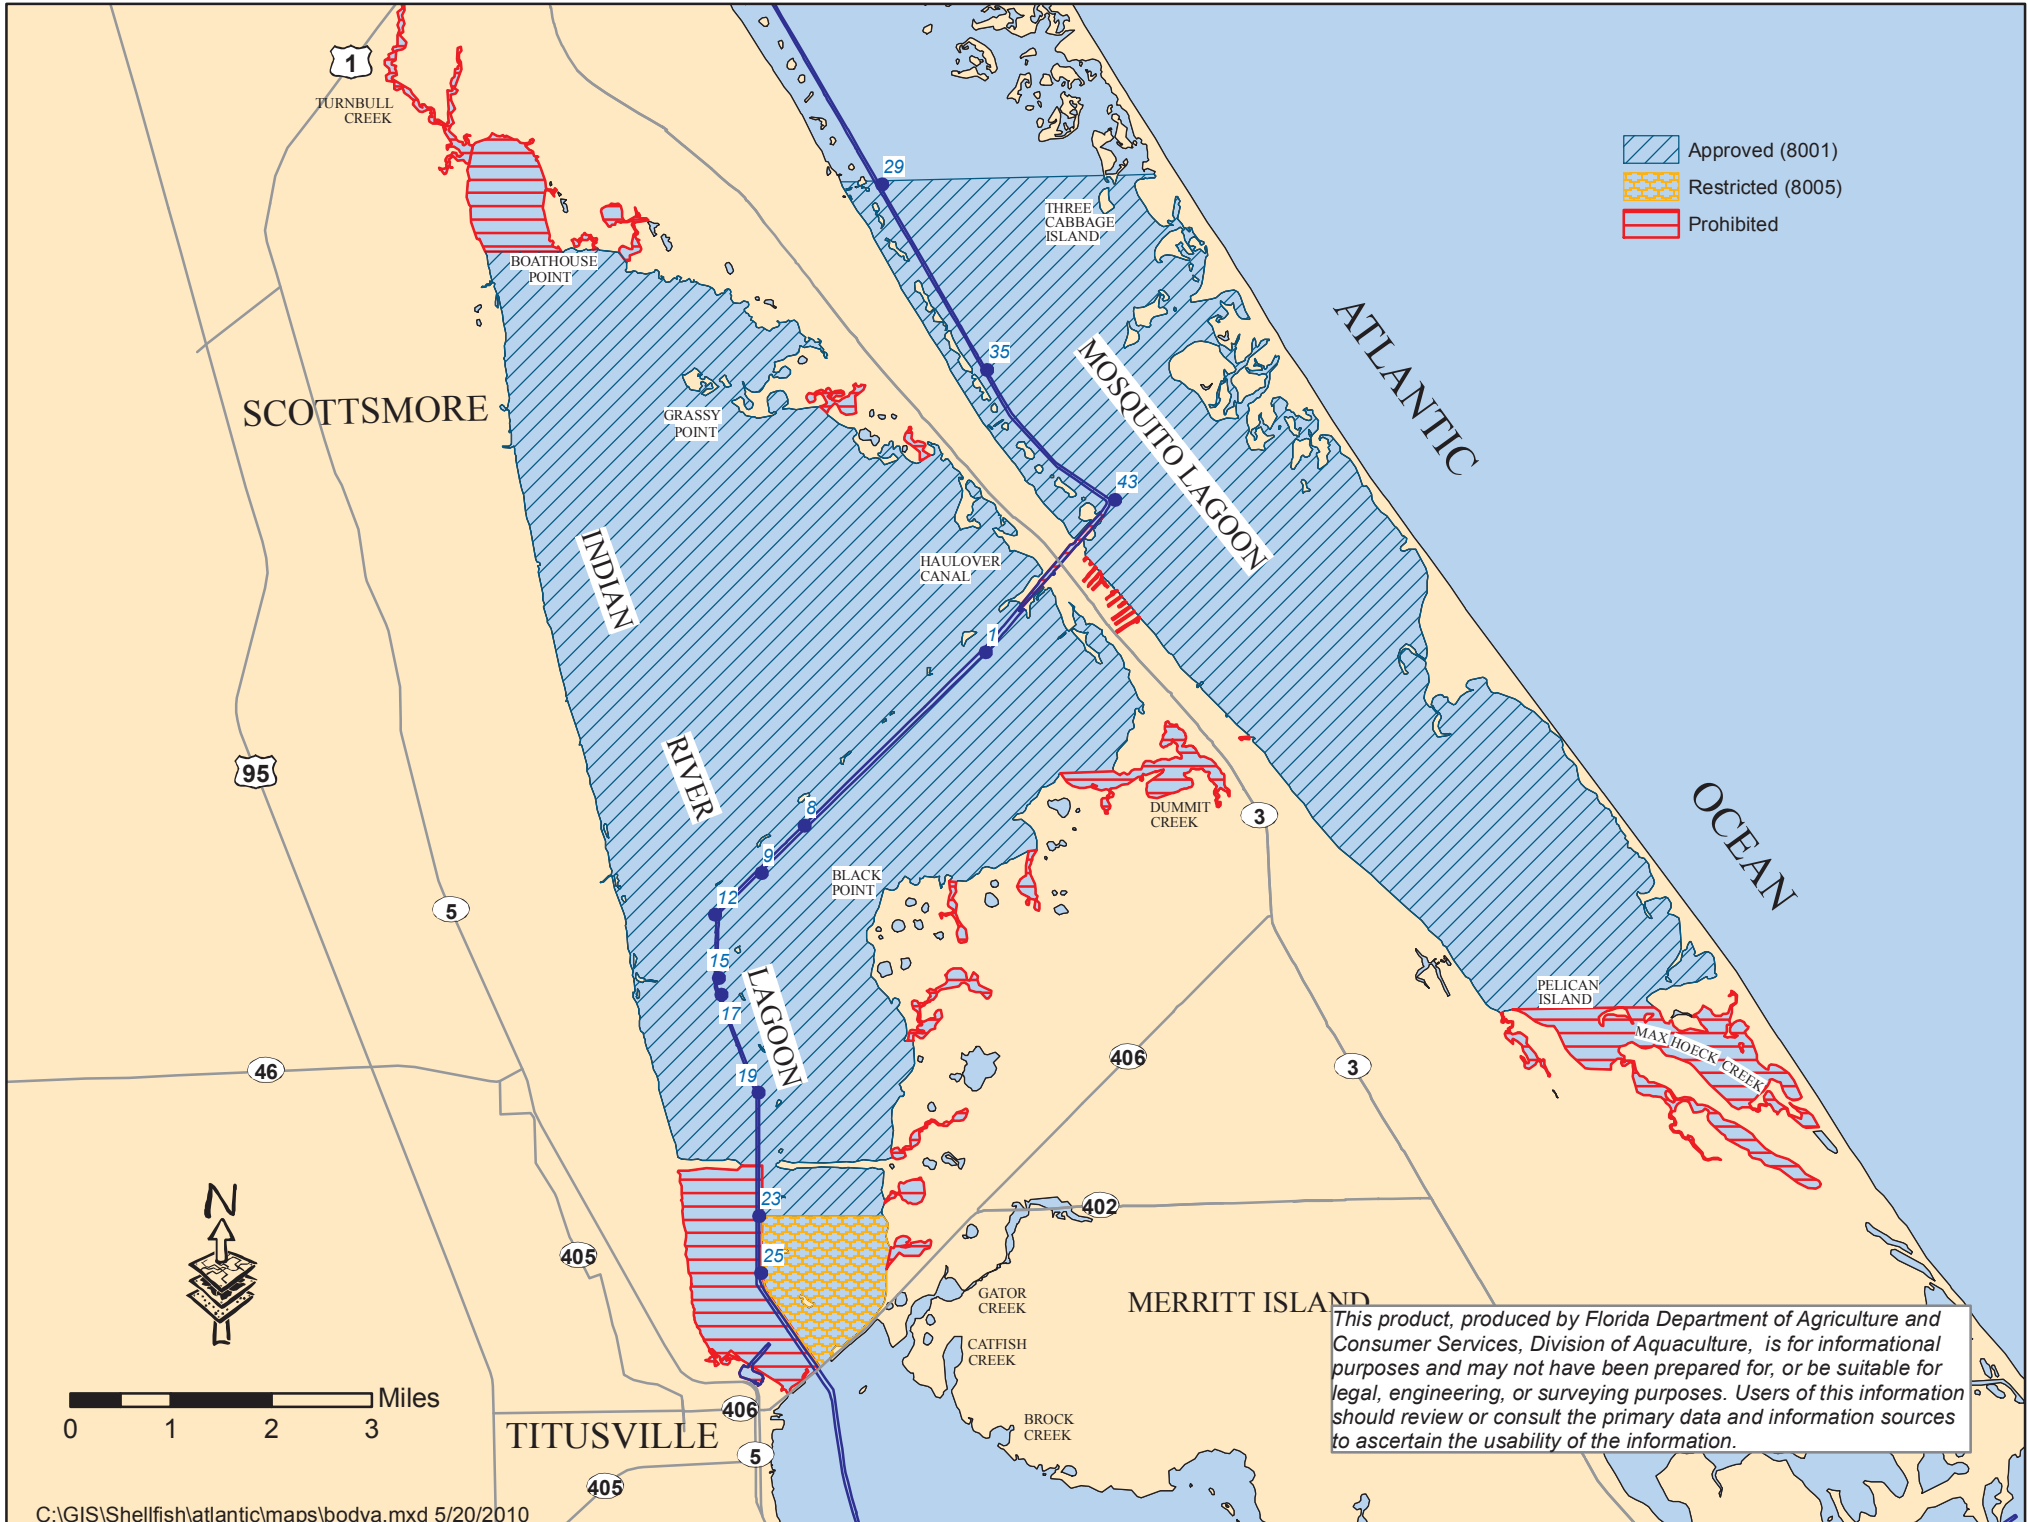 1
TURNBULL
CREEK
29
Approved (8001)
Restricted (8005)
Prohibited
THREE
CABBAGE
ISLAND
BOATHOUSE
POINT
35
ATLANTIC
MOSQUITO LAGOON
SCOTTSMORE
GRASSY
POINT
43
INDIAN
HAULOVER
CANAL
1
RIVER
95
8
DUMMIT
CREEK
3
OCEAN
9
BLACK
POINT
12
5
15
LAGOON
17
PELICAN
ISLAND
MAX HOECK CREEK
46
19
406
3
N
23
402
405
25
GATOR
CREEK
MERRITT ISLAND
CATFISH
CREEK
This product, produced by Florida Department of Agriculture and
Consumer Services, Division of Aquaculture, is for informational
purposes and may not have been prepared for, or be suitable for
legal, engineering, or surveying purposes. Users of this information
should review or consult the primary data and information sources
to ascertain the usability of the information.
Miles
0 1 2 3
406
TITUSVILLE
BROCK
CREEK
5
405
C:\GIS\Shellfish\atlantic\maps\bodya.mxd 5/20/2010